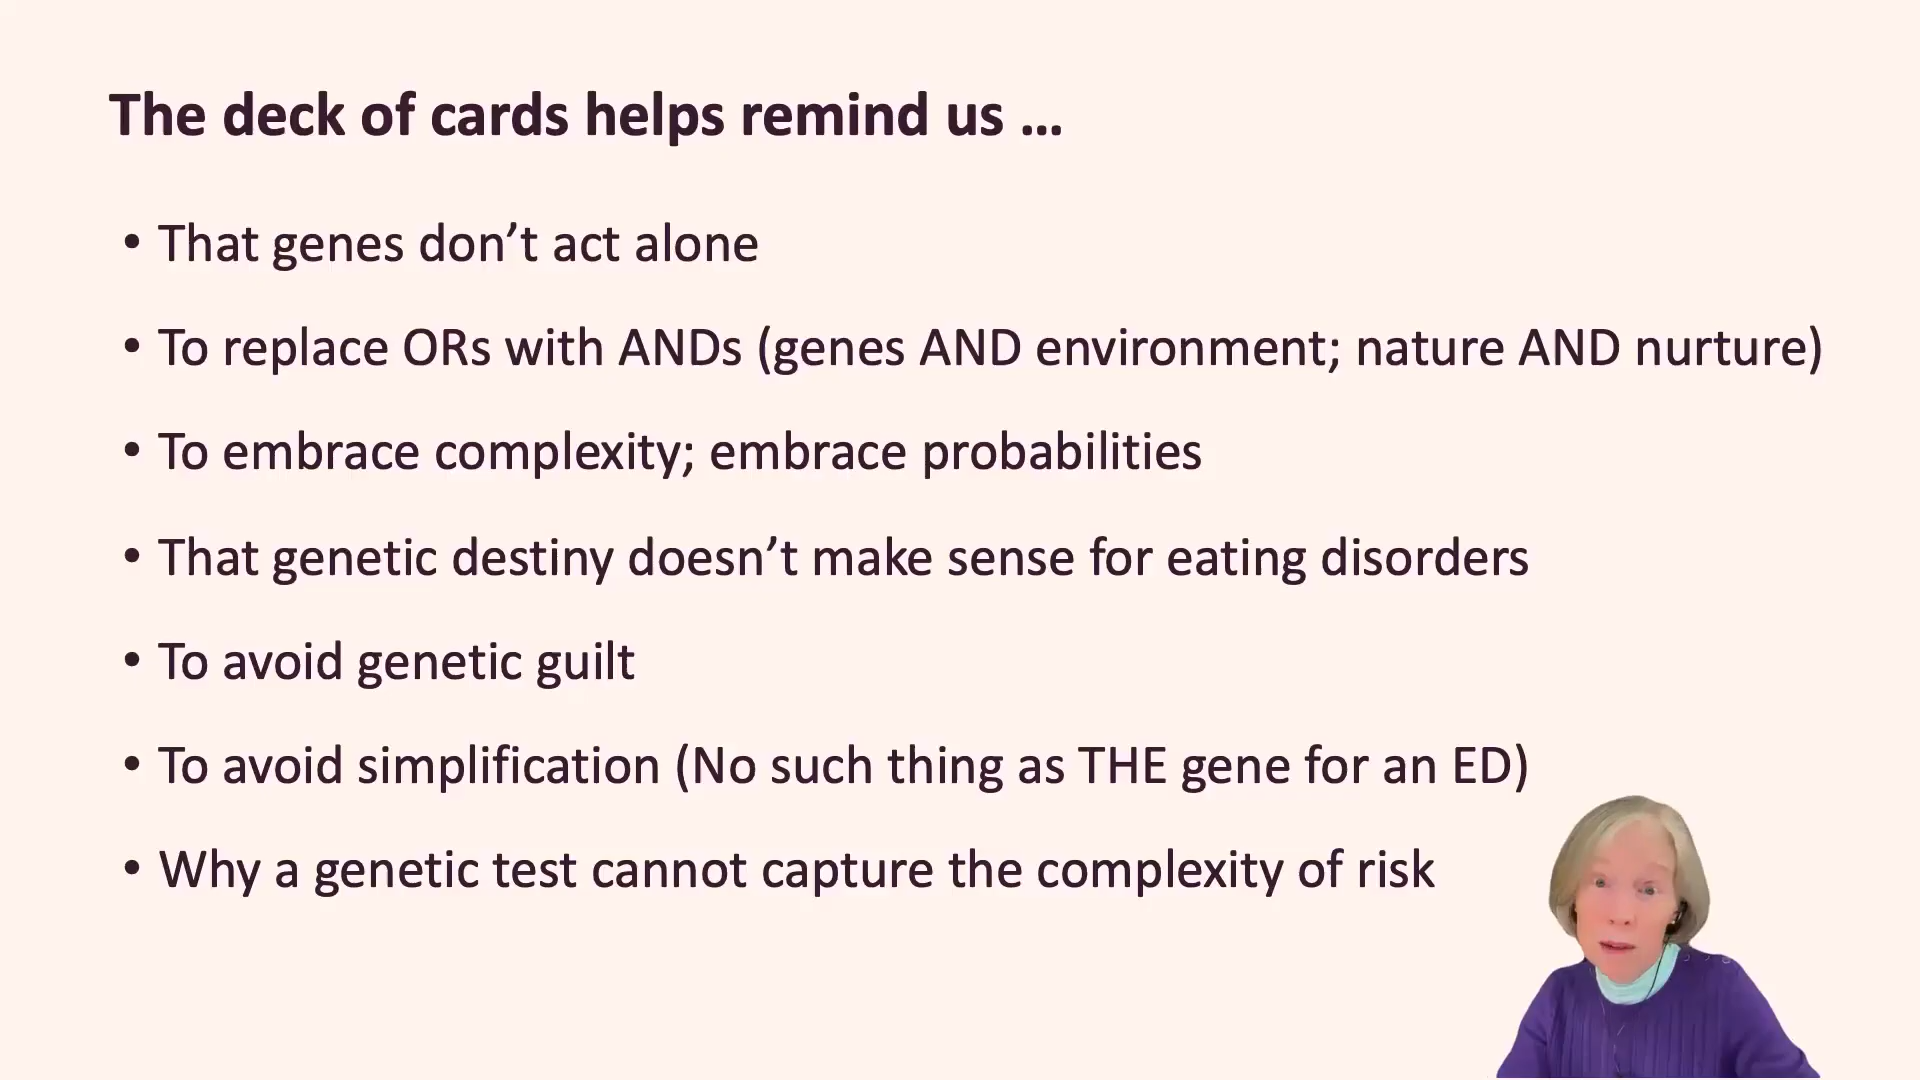 The deck of cards helps remind us ...
• That genes don’t act alone
• To replace ORs with ANDs (genes AND environment; nature AND nurture)
• To embrace complexity; embrace probabilities
• That genetic destiny doesn’t make sense for eating disorders
• To avoid genetic guilt
• To avoid simplification (No such thing as THE gene for an ED)
• Why a genetic test cannot capture the complexity of risk